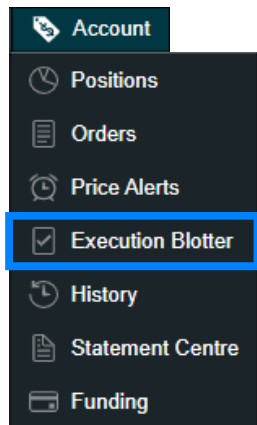 Account
Positions
Orders
Price Alerts
Execution Blotter
History
Statement Centre
Funding